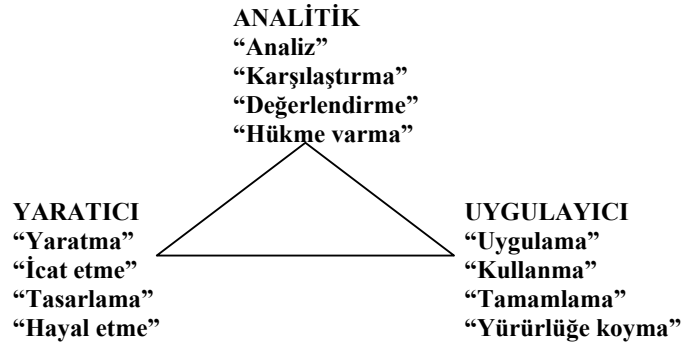 ANALİTİK
“Analiz”
“Karşılaştırma”
“Değerlendirme”
“Hükme varma”
YARATICI
“Yaratma”
“İcat etme”
“Tasarlama”
“Hayal etme”
UYGULAYICI
“Uygulama”
“Kullanma”
“Tamamlama”
“Yürürlüğe koyma”